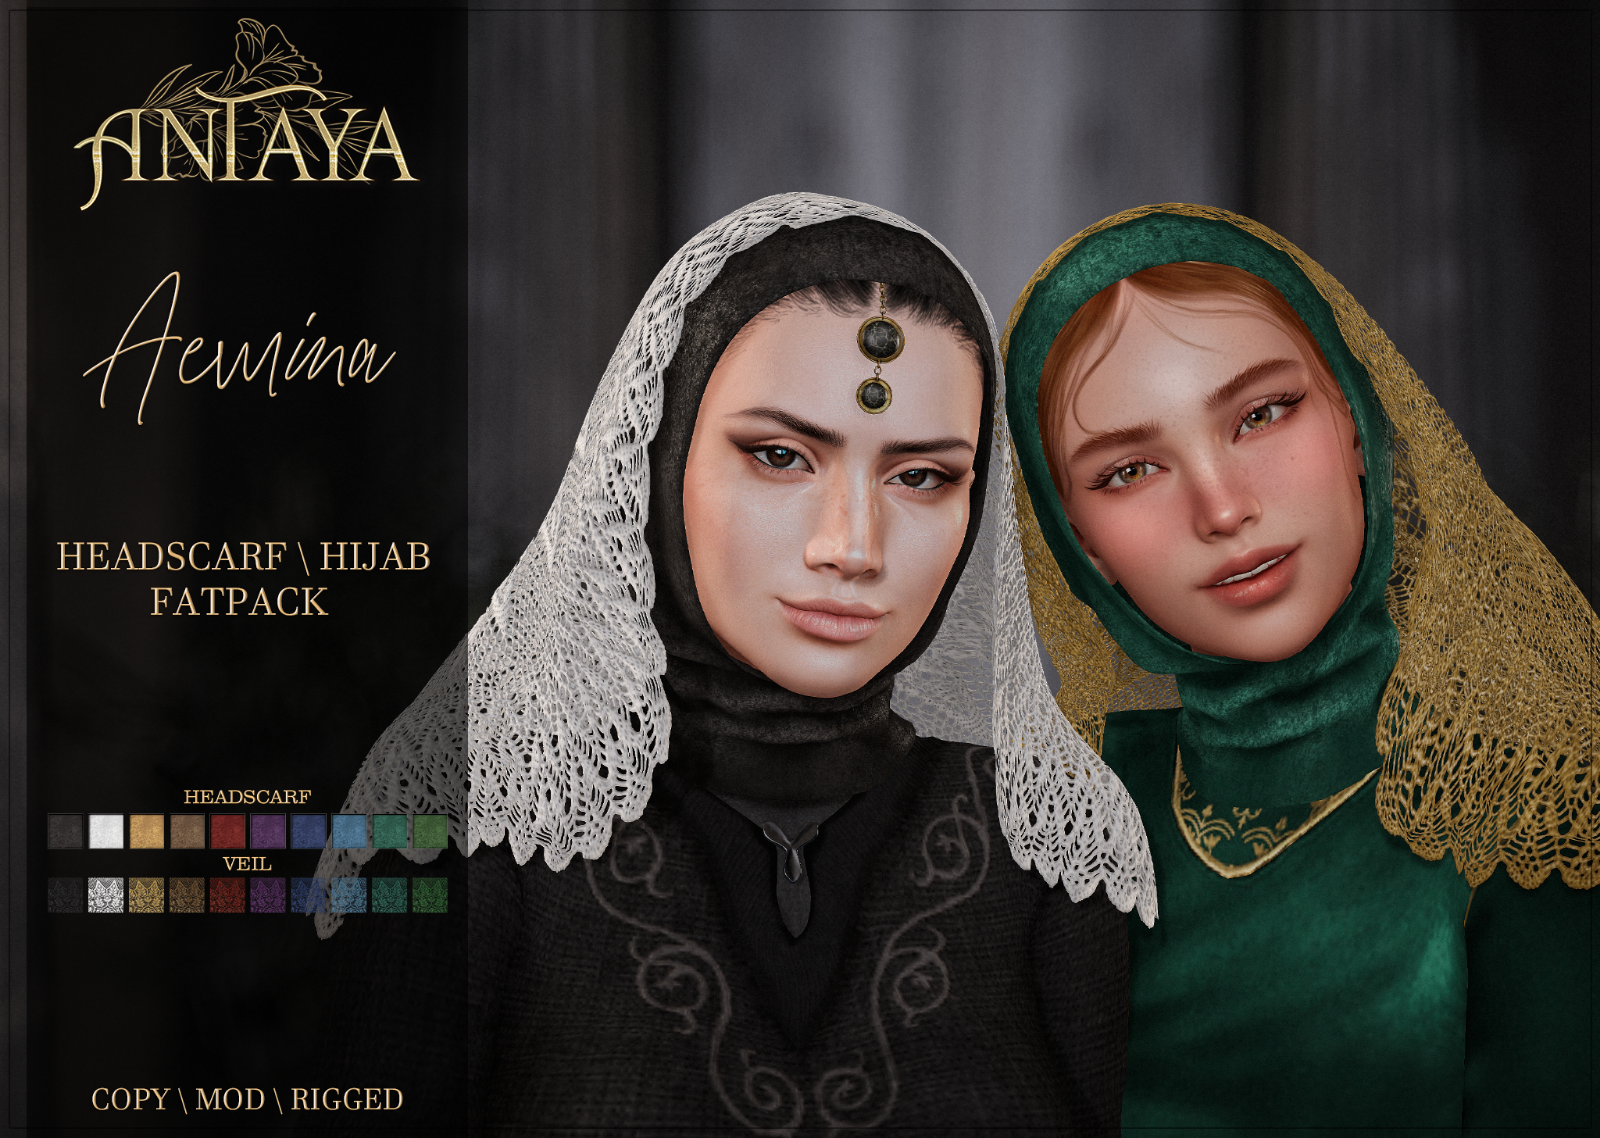 ANTAYA
Aemina
HEADSCARF \ HIJAB
FATPACK
HEADSCARF
VEIL
COPY \ MOD \ RIGGED